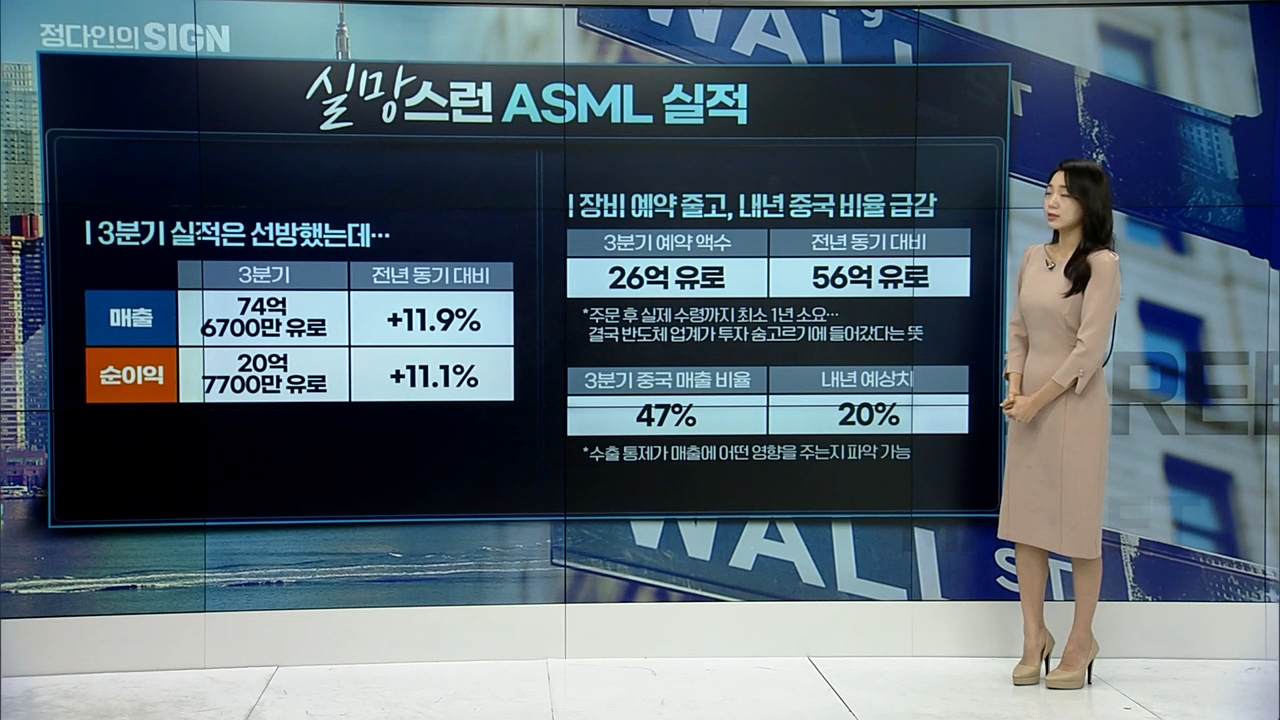 정다인의 SIGN
실망스런 ASML 실적
3분기 실적은 선방했는데…
3분기 전년 동기 대비
매출 74억 6700만 유로 +11.9%
순이익 20억 7700만 유로 +11.1%
장비 예약 줄고, 내년 중국 비율 급감
3분기 예약 액수 전년 동기 대비
26억 유로 56억 유로
*주문 후 실제 수령까지 최소 1년 소요…
결국 반도체 업계가 투자 숨고르기에 들어갔다는 뜻
3분기 중국 매출 비율 내년 예상치
47% 20%
*수출 통제가 매출에 어떤 영향을 주는지 파악 가능
WALL
WALL ST